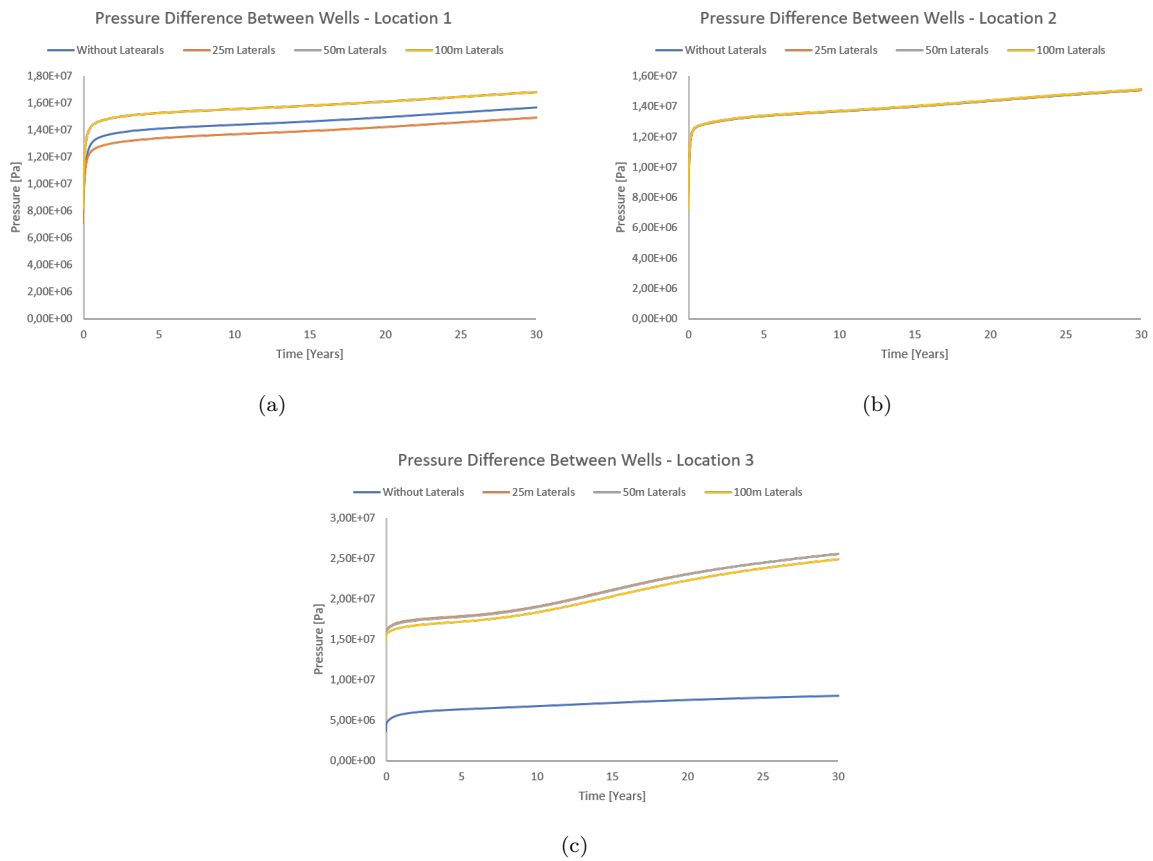 Pressure Difference Between Wells - Location 1
Without Latearals 25m Laterals 50m Laterals 100m Laterals
1,80E+07
1,60E+07
1,40E+07
1,20E+07
1,00E+07
8,00E+06
6,00E+06
4,00E+06
2,00E+06
0,00E+00
Pressure [Pa]
0 5 10 15 20 25 30
Time [Years]
(a)
Pressure Difference Between Wells - Location 2
Without Laterals 25m Laterals 50m Laterals 100m Laterals
1,60E+07
1,40E+07
1,20E+07
1,00E+07
8,00E+06
6,00E+06
4,00E+06
2,00E+06
0,00E+00
Pressure [Pa]
0 5 10 15 20 25 30
Time [Years]
(b)
Pressure Difference Between Wells - Location 3
Without Laterals 25m Laterals 50m Laterals 100m Laterals
3,00E+07
2,50E+07
2,00E+07
1,50E+07
1,00E+07
5,00E+06
0,00E+00
Pressure [Pa]
0 5 10 15 20 25 30
Time [Years]
(c)